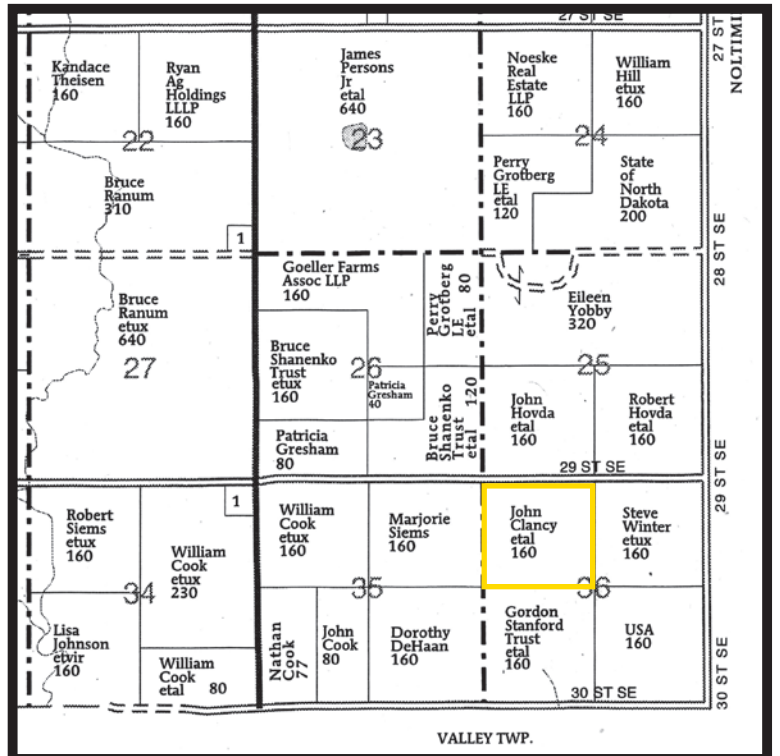 27 ST SE
27 ST
NOLTIMI
Kandace
Theisen
160
Ryan
Ag
Holdings
LLLP
160
22
Bruce
Ranum
310
1
James
Persons
Jr
etal
640
23
Noeske
Real
Estate
LLP
160
William
Hill
etux
160
24
Perry
Grotberg
LE
etal
120
State
of
North
Dakota
200
28 ST SE
Bruce
Ranum
etux
640
27
Goeller Farms
Assoc LLP
160
Perry
Grotberg
LE
etal 80
Bruce
Shanenko
Trust
etux
160
26
Patricia
Gresham
40
Patricia
Gresham
80
Bruce
Shanenko
Trust
etal 120
Eileen
Yobby
320
25
John
Hovda
etal
160
Robert
Hovda
etal
160
29 ST SE
29 ST SE
Robert
Siems
etux
160
1
William
Cook
etux
230
34
Lisa
Johnson
etvir
160
William
Cook
etal 80
William
Cook
etux
160
Marjorie
Siems
160
35
Nathan
Cook
77
John
Cook
80
Dorothy
DeHaan
160
John
Clancy
etal
160
Steve
Winter
etux
160
36
Gordon
Stanford
Trust
etal
160
USA
160
30 ST SE
30 ST SE
VALLEY TWP.